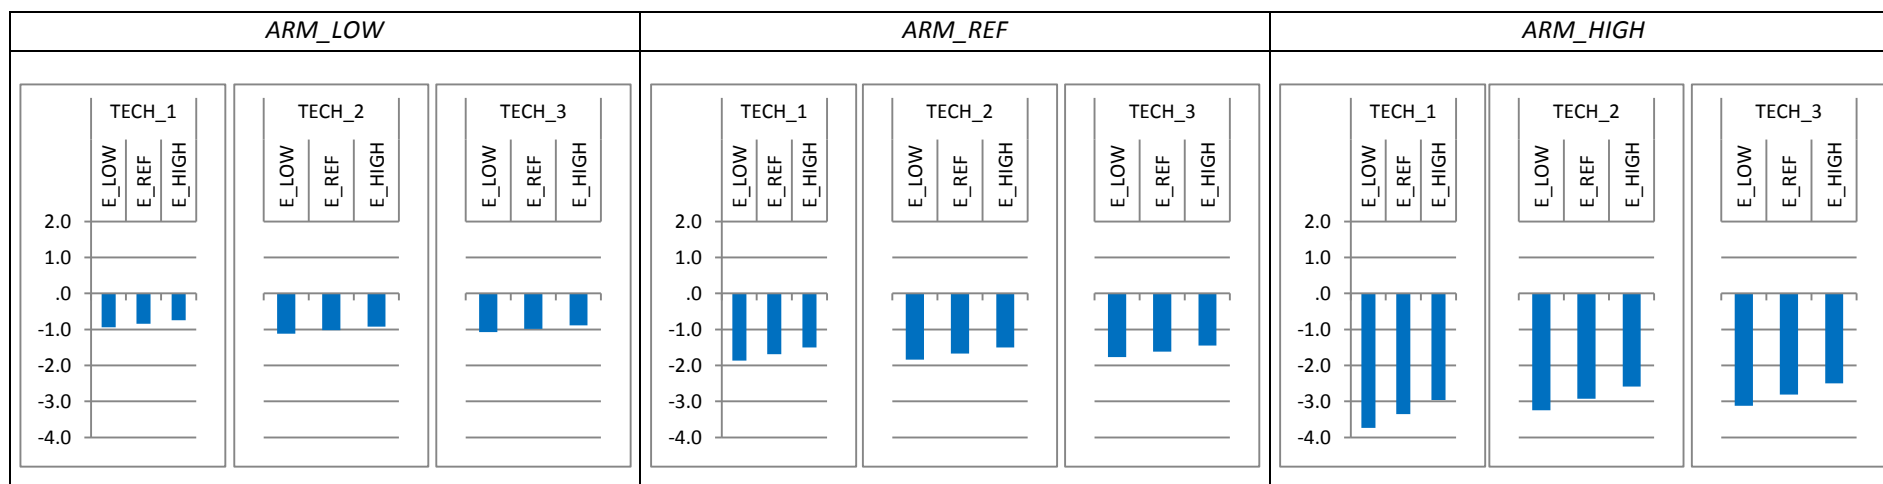 ARM_LOW ARM_REF ARM_HIGH
TECH_1 TECH_2 TECH_3 TECH_1 TECH_2 TECH_3 TECH_1 TECH_2 TECH_3
E_LOW E_REF E_HIGH E_LOW E_REF E_HIGH E_LOW E_REF E_HIGH E_LOW E_REF E_HIGH E_LOW E_REF E_HIGH E_LOW E_REF E_HIGH E_LOW E_REF E_HIGH E_LOW E_REF E_HIGH E_LOW E_REF E_HIGH
2.0 2.0 2.0
1.0 1.0 1.0
.0 .0 .0
-1.0 -1.0 -1.0
-2.0 -2.0 -2.0
-3.0 -3.0 -3.0
-4.0 -4.0 -4.0